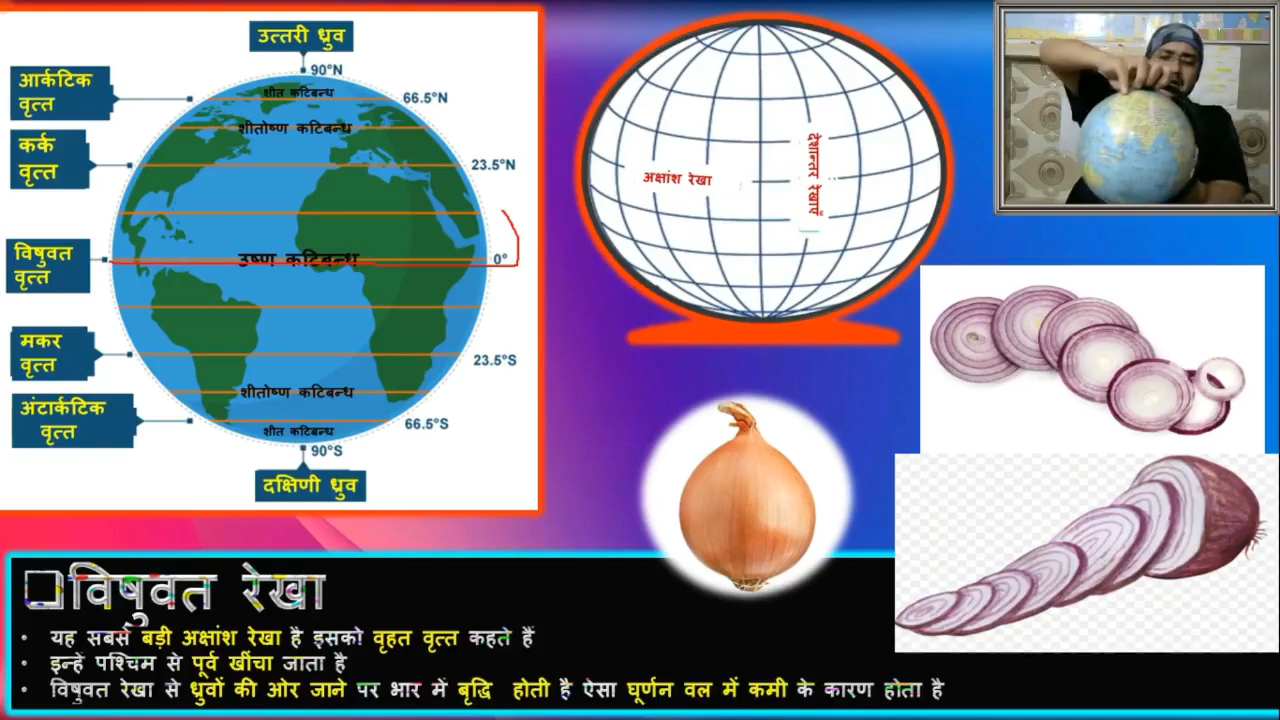 उत्तरी ध्रुव
90°N
आर्कटिक
वृत्त
शीत कटिबन्ध
66.5°N
शीतोष्ण कटिबन्ध
कर्क
वृत्त
23.5°N
विषुवत
वृत्त
उष्ण कटिबन्ध
0°
मकर
वृत्त
23.5°S
शीतोष्ण कटिबन्ध
अंटार्कटिक
वृत्त
66.5°S
शीत कटिबन्ध
90°S
दक्षिणी ध्रुव
अक्षांश रेखा
देशान्तर रेखाएँ
विषुवत रेखा
• यह सबसे बड़ी अक्षांश रेखा है इसको वृहत वृत्त कहते हैं
• इन्हें पश्चिम से पूर्व खींचा जाता है
• विषुवत रेखा से ध्रुवों की ओर जाने पर भार में बृद्धि होती है ऐसा घूर्णन वल में कमी के कारण होता है